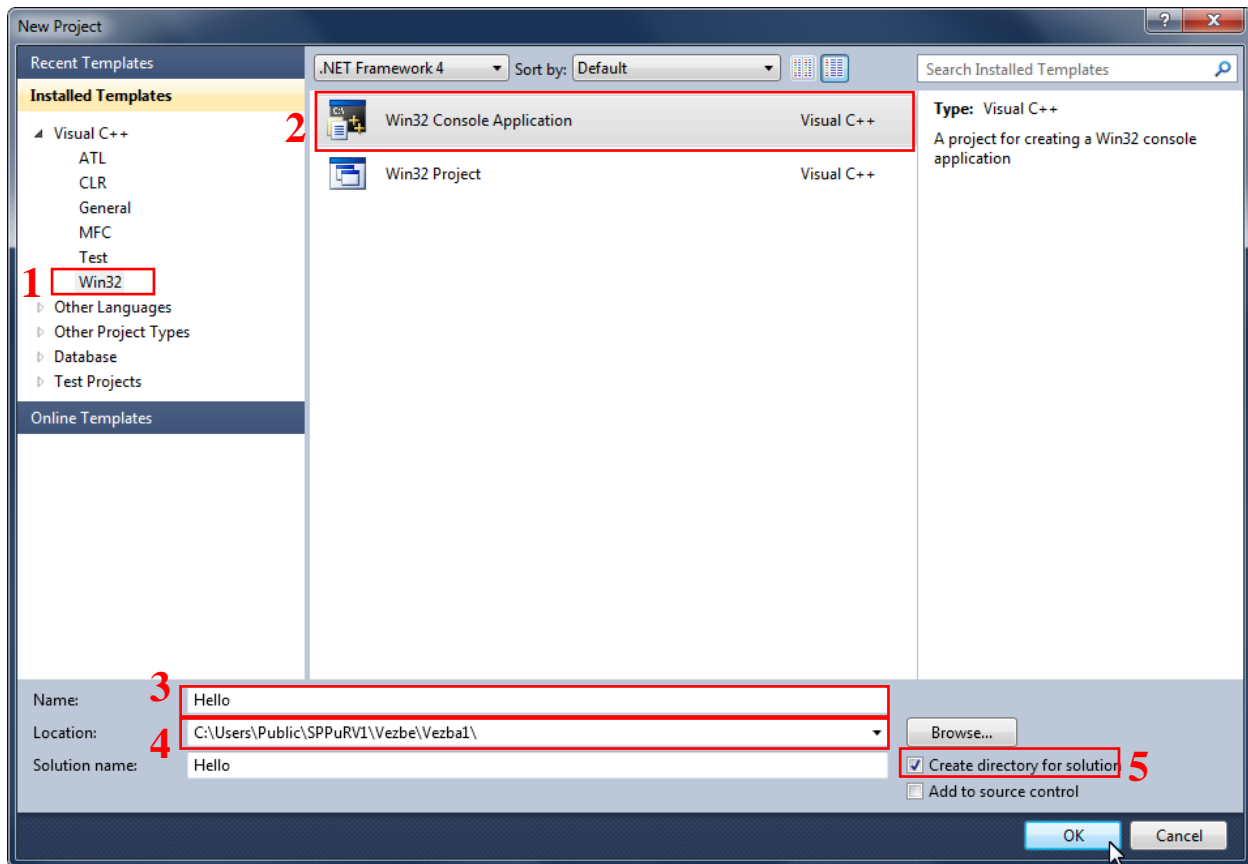 New Project
?
X
Recent Templates
.NET Framework 4 Sort by: Default
Search Installed Templates
Installed Templates
Visual C++
ATL
CLR
General
MFC
Test
1 Win32
Other Languages
Other Project Types
Database
Test Projects
Online Templates
2 Win32 Console Application Visual C++
Win32 Project Visual C++
Type: Visual C++
A project for creating a Win32 console
application
Name: 3 Hello
Location: 4 C:\Users\Public\SPPuRV1\Vezbe\Vezba1\ Browse...
Solution name: Hello
Create directory for solution 5
Add to source control
OK Cancel